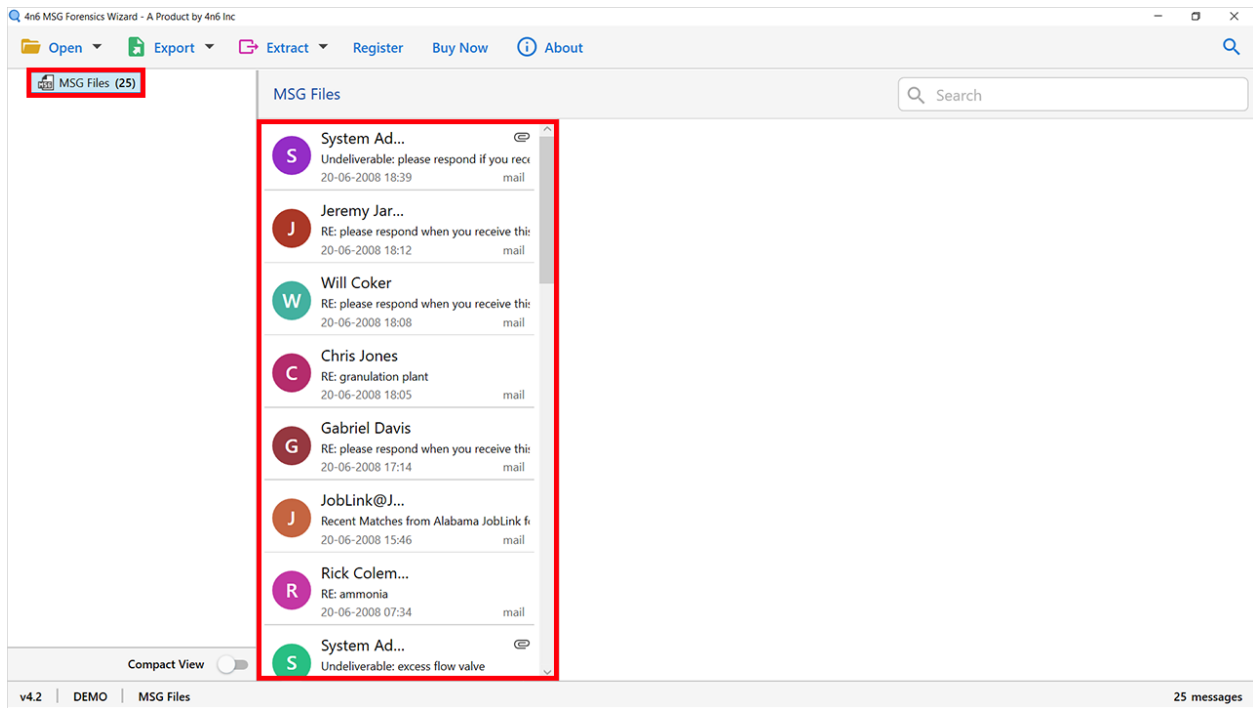 4n6 MSG Forensics Wizard - A Product by 4n6 Inc
Open Export Extract Register Buy Now About
MSG Files (25)
MSG Files
Search
S
System Ad...
Undeliverable: please respond if you rece
20-06-2008 18:39 mail
J
Jeremy Jar...
RE: please respond when you receive this
20-06-2008 18:12 mail
W
Will Coker
RE: please respond when you receive this
20-06-2008 18:08 mail
C
Chris Jones
RE: granulation plant
20-06-2008 18:05 mail
G
Gabriel Davis
RE: please respond when you receive this
20-06-2008 17:14 mail
J
JobLink@J...
Recent Matches from Alabama JobLink f
20-06-2008 15:46 mail
R
Rick Colem...
RE: ammonia
20-06-2008 07:34 mail
S
System Ad...
Undeliverable: excess flow valve
Compact View
v4.2 DEMO MSG Files 25 messages